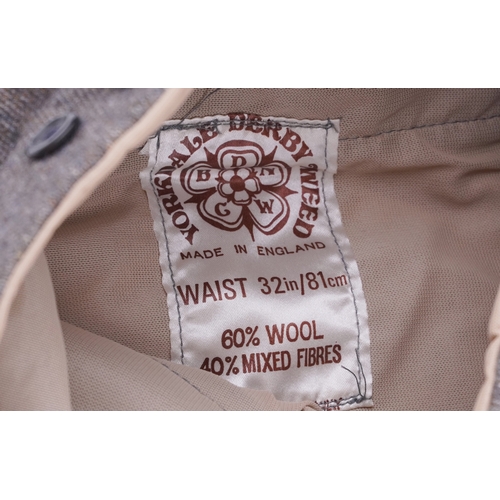 YORKDALE DERBY TWEED
B D M
G W
MADE IN ENGLAND
WAIST 32in/81cm
60% WOOL
40% MIXED FIBRES